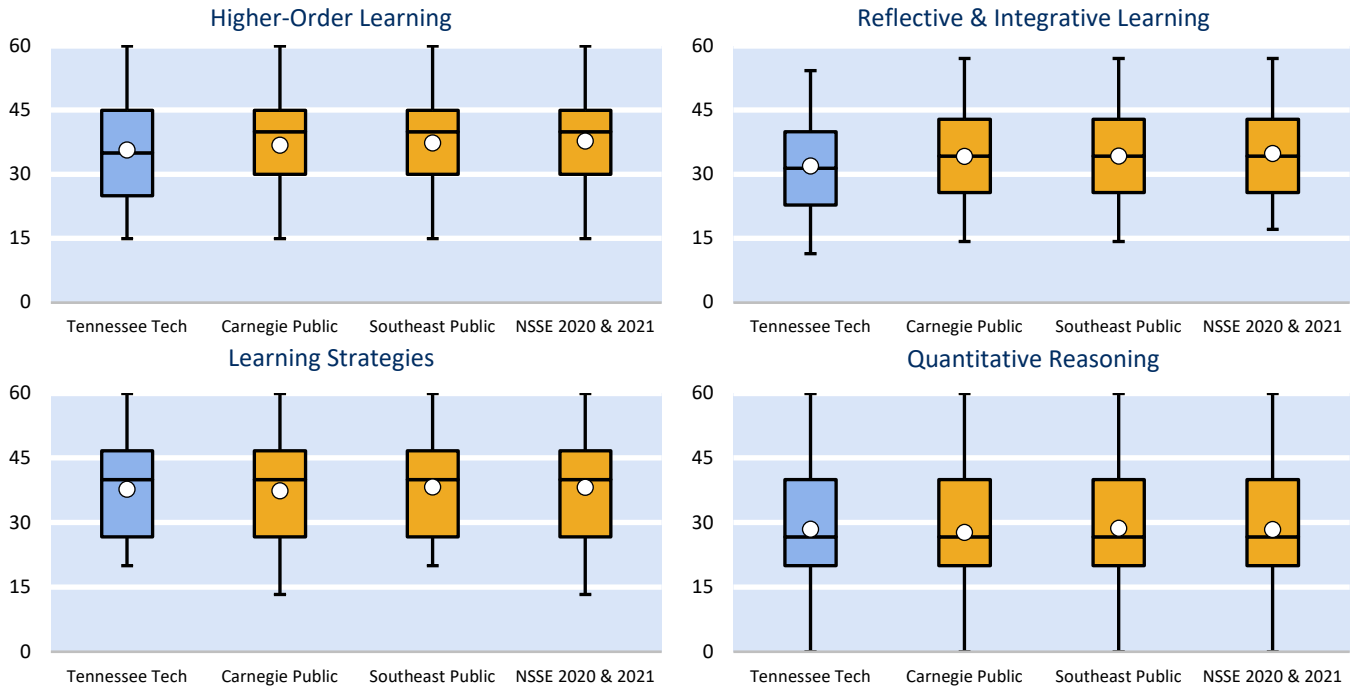 Higher-Order Learning
60
45
30
15
0
Tennessee Tech Carnegie Public Southeast Public NSSE 2020 & 2021
Reflective & Integrative Learning
60
45
30
15
0
Tennessee Tech Carnegie Public Southeast Public NSSE 2020 & 2021
Learning Strategies
60
45
30
15
0
Tennessee Tech Carnegie Public Southeast Public NSSE 2020 & 2021
Quantitative Reasoning
60
45
30
15
0
Tennessee Tech Carnegie Public Southeast Public NSSE 2020 & 2021